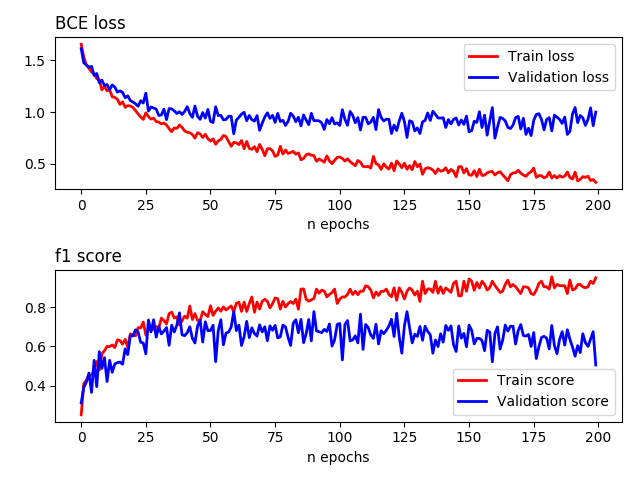 BCE loss
1.5
1.0
0.5
Train loss
Validation loss
0 25 50 75 100 125 150 175 200
n epochs
f1 score
0.8
0.6
0.4
Train score
Validation score
0 25 50 75 100 125 150 175 200
n epochs